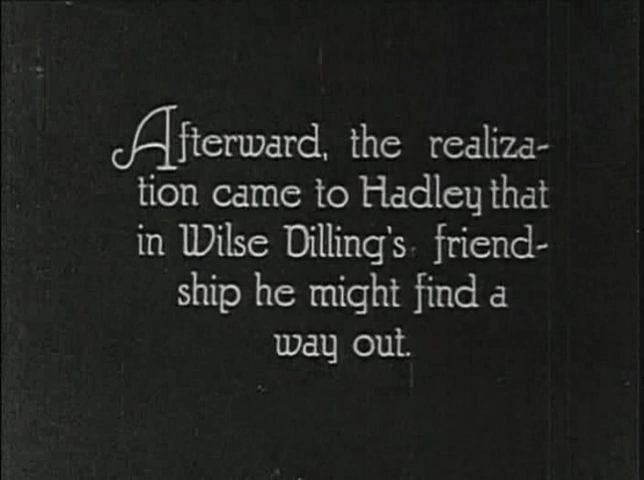 Afterward, the realiza-
tion came to Hadley that
in Wilse Dilling's friend-
ship he might find a
way out.